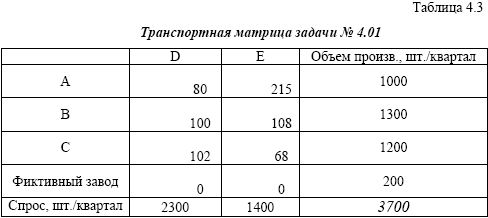 Таблица 4.3
Транспортная матрица задачи № 4.01
D E Объем произв., шт./квартал
A 80 215 1000
B 100 108 1300
C 102 68 1200
Фиктивный завод 0 0 200
Спрос, шт./квартал 2300 1400 3700